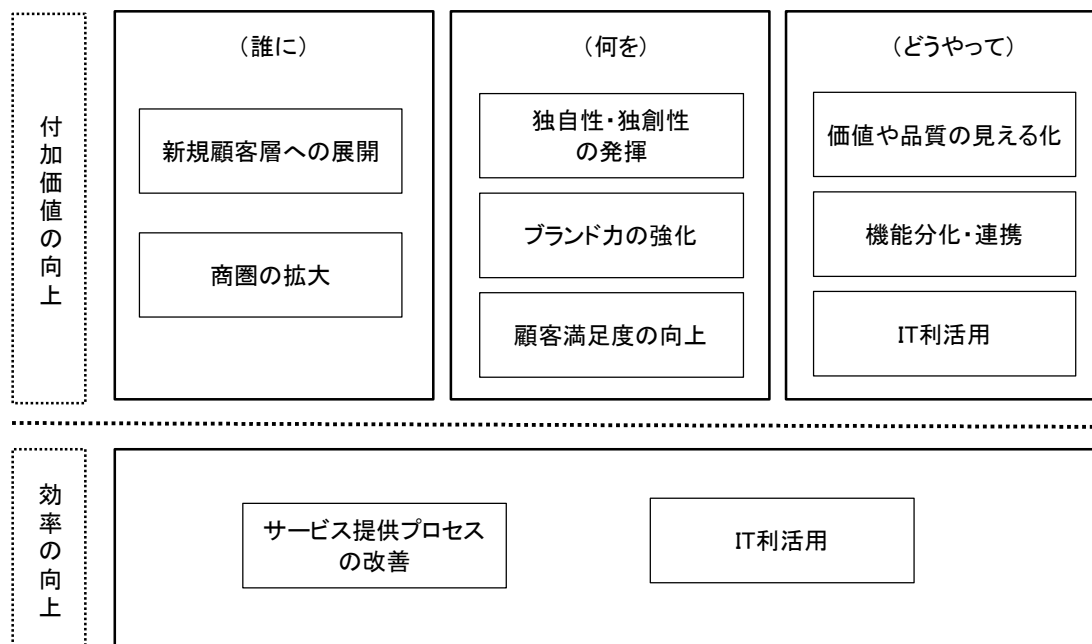 付加価値の向上
（誰に）
新規顧客層への展開
商圏の拡大
（何を）
独自性・独創性
の発揮
ブランド力の強化
顧客満足度の向上
（どうやって）
価値や品質の見える化
機能分化・連携
IT利活用
効率の向上
サービス提供プロセス
の改善
IT利活用